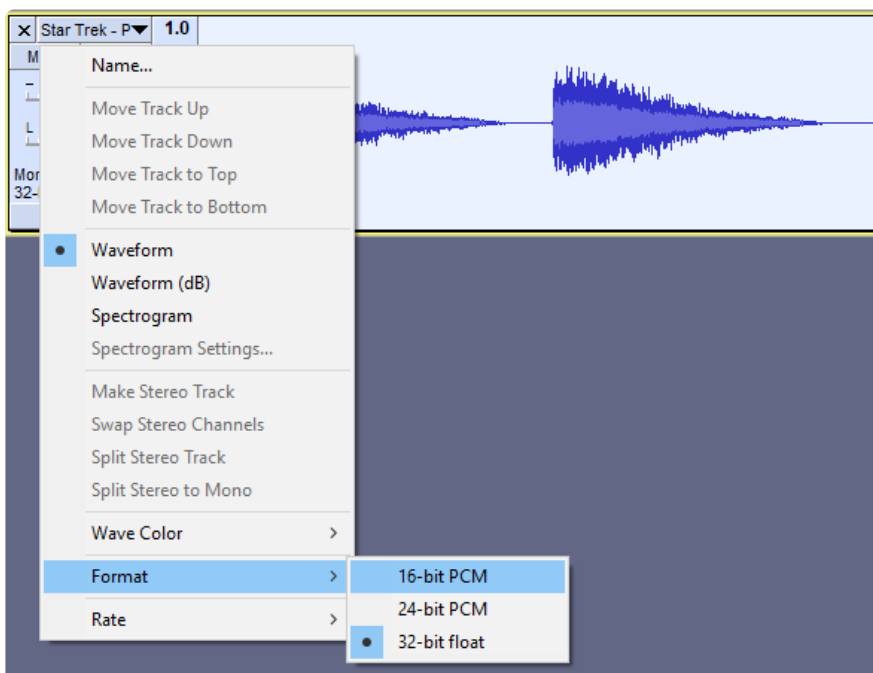 Star Trek - P
1.0
M
L
Mor
32-
Name...
Move Track Up
Move Track Down
Move Track to Top
Move Track to Bottom
Waveform
Waveform (dB)
Spectrogram
Spectrogram Settings...
Make Stereo Track
Swap Stereo Channels
Split Stereo Track
Split Stereo to Mono
Wave Color
Format
Rate
16-bit PCM
24-bit PCM
32-bit float